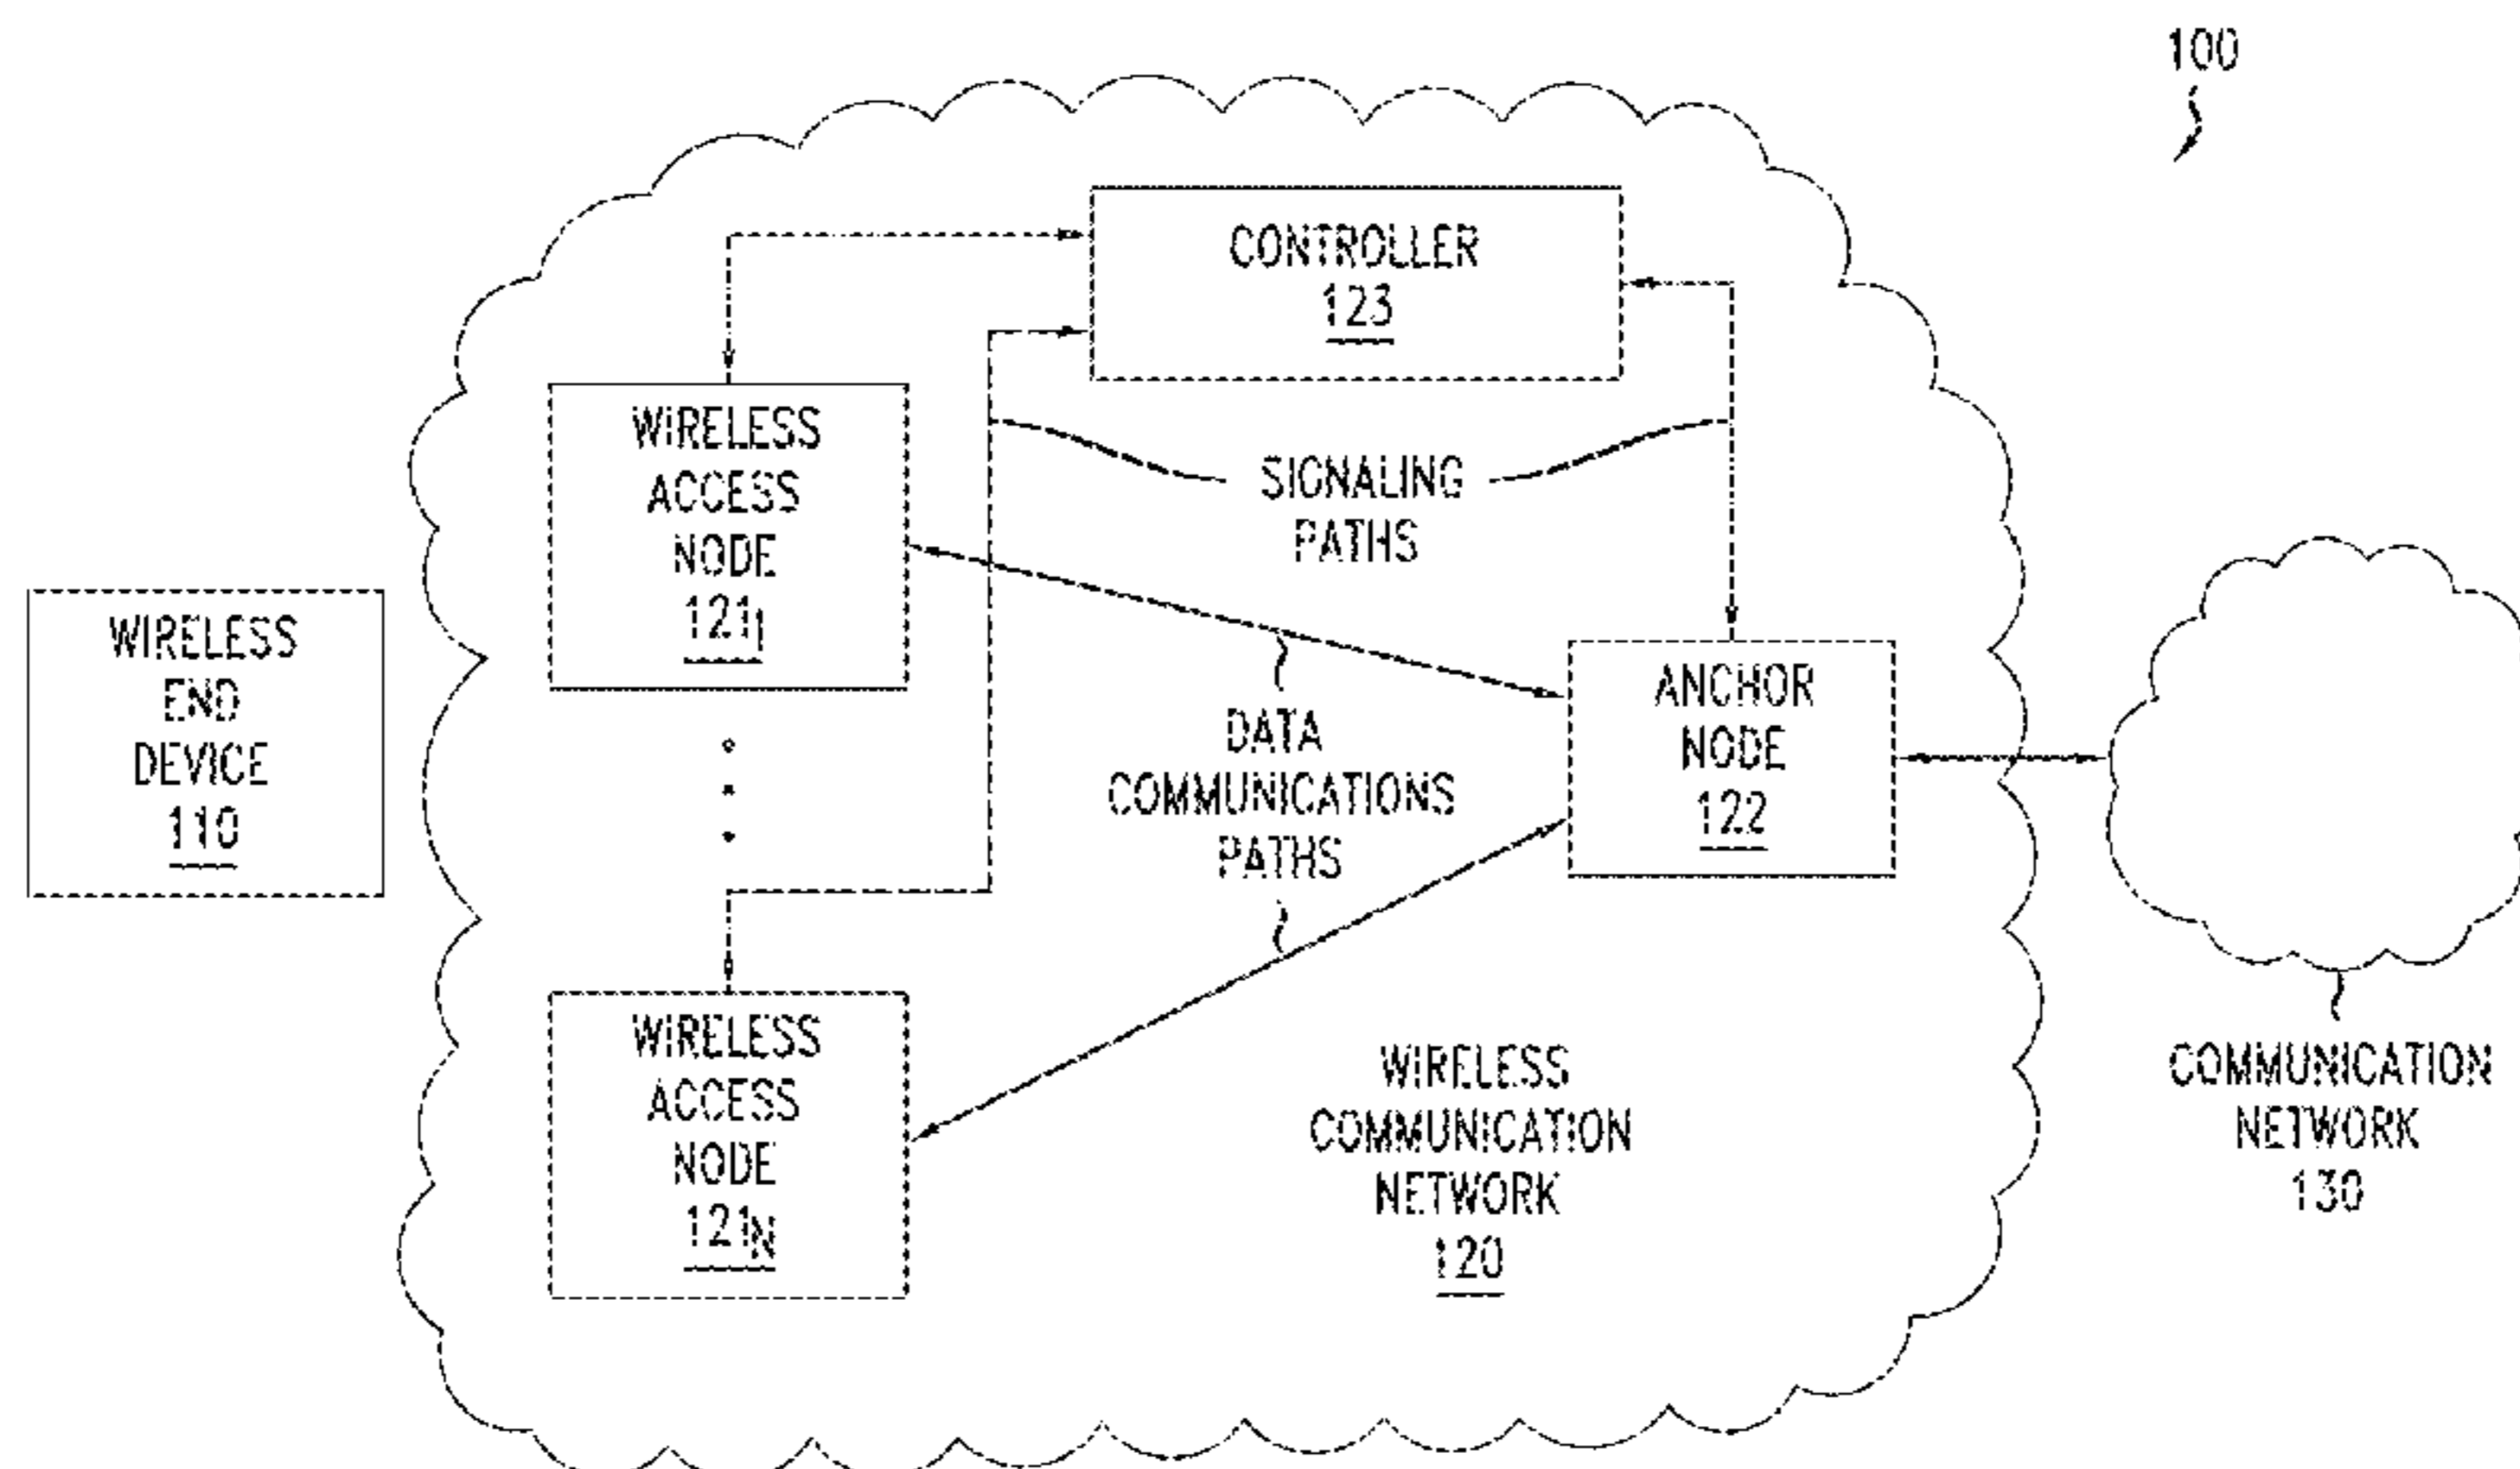 100
CONTROLLER
123
WIRELESS
ACCESS
NODE
121₁
SIGNALING
PATHS
WIRELESS
END
DEVICE
110
ANCHOR
NODE
122
DATA
COMMUNICATIONS
PATHS
WIRELESS
ACCESS
NODE
121N
WIRELESS
COMMUNICATION
NETWORK
120
COMMUNICATION
NETWORK
130